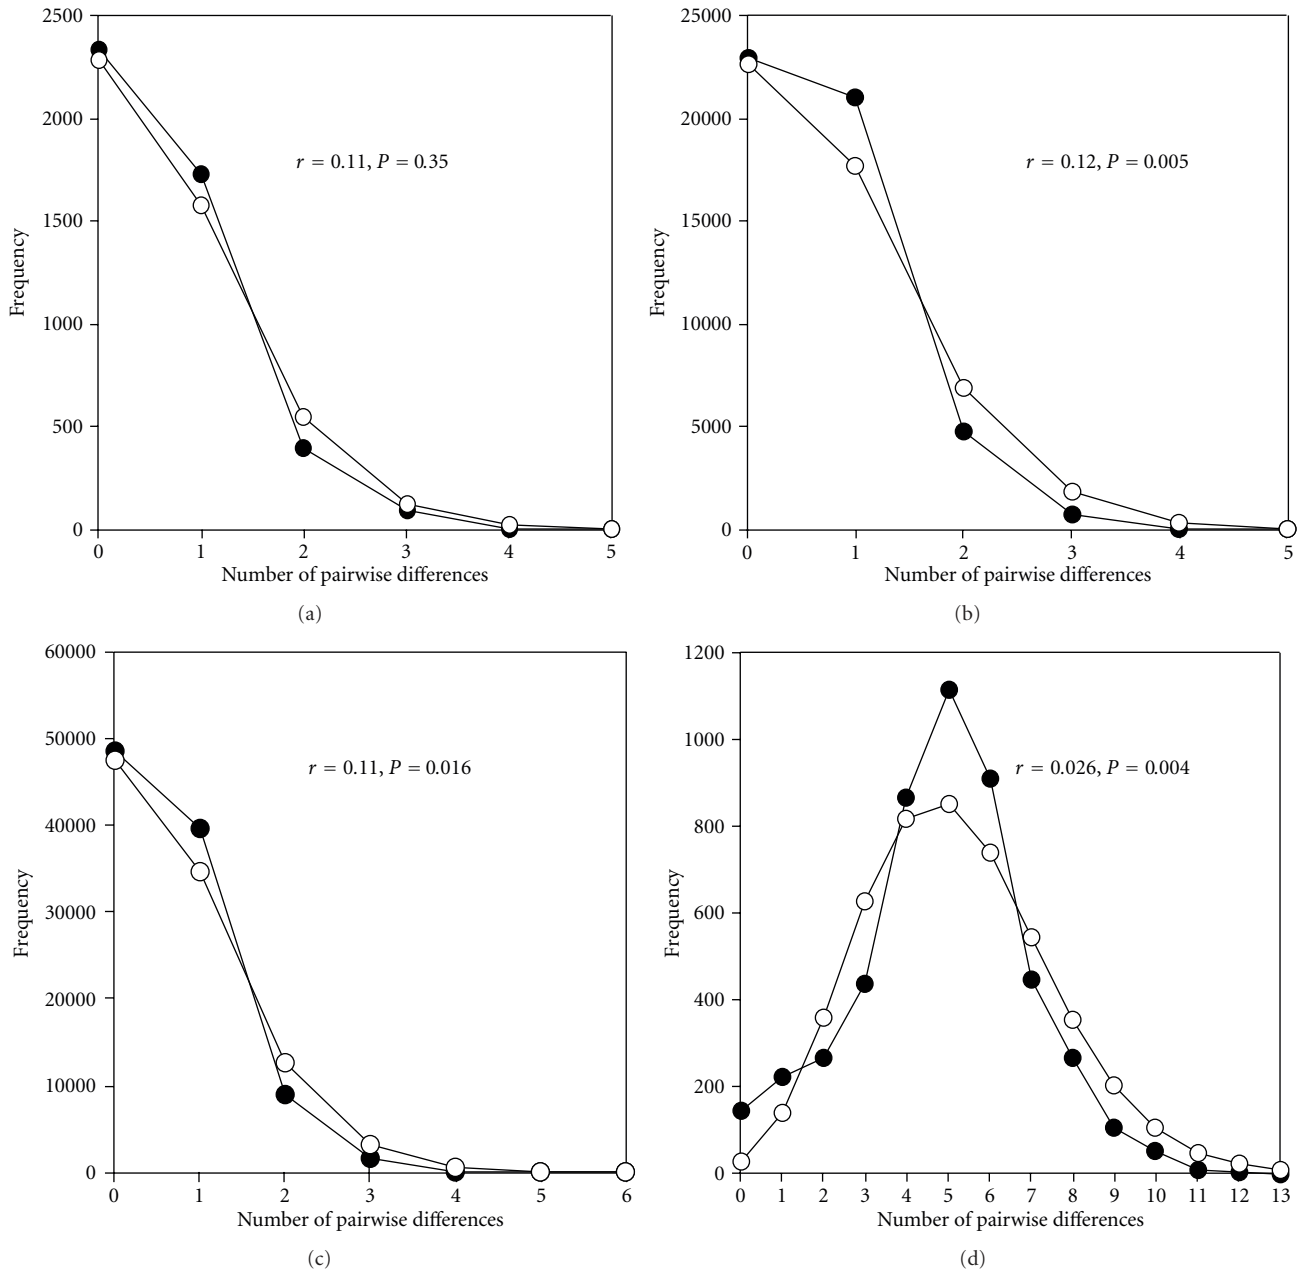 2500
2000
1500
1000
500
0
Frequency
r = 0.11, P = 0.35
0 1 2 3 4 5
Number of pairwise differences
(a)
25000
20000
15000
10000
5000
0
Frequency
r = 0.12, P = 0.005
0 1 2 3 4 5
Number of pairwise differences
(b)
60000
50000
40000
30000
20000
10000
0
Frequency
r = 0.11, P = 0.016
0 1 2 3 4 5 6
Number of pairwise differences
(c)
1200
1000
800
600
400
200
0
Frequency
r = 0.026, P = 0.004
0 1 2 3 4 5 6 7 8 9 10 11 12 13
Number of pairwise differences
(d)